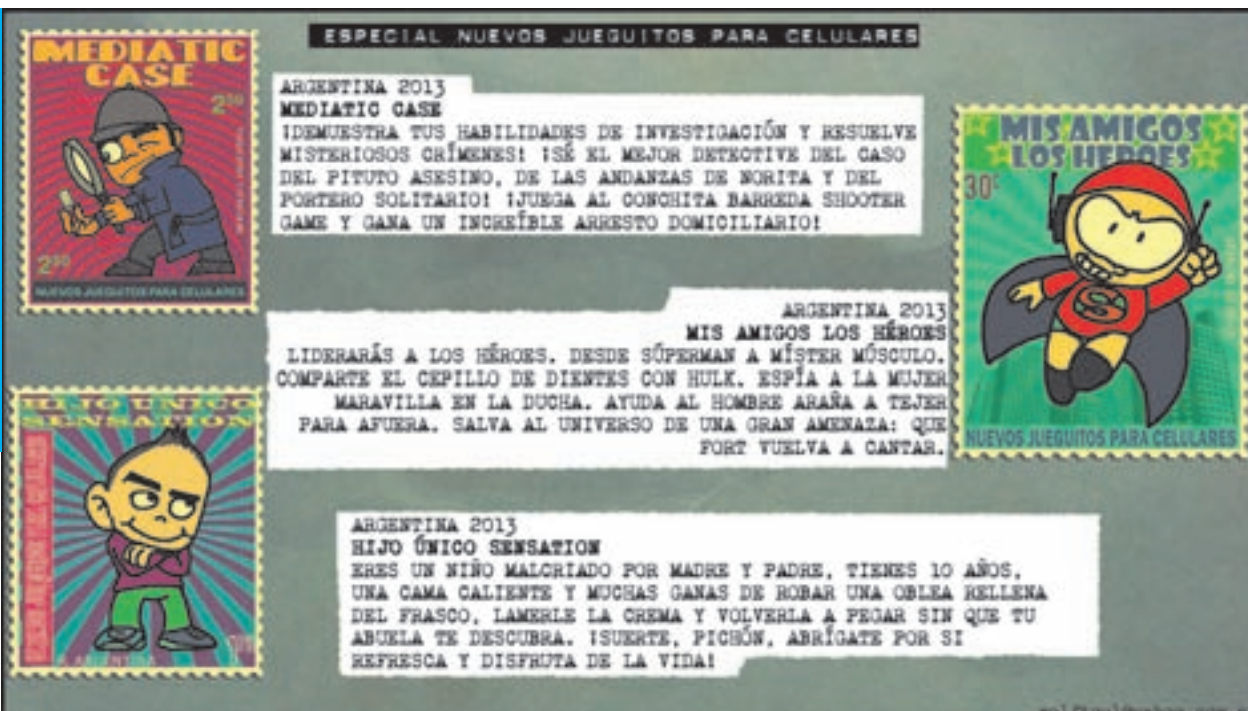 ESPECIAL NUEVOS JUEGUITOS PARA CELULARES
MEDIATIC
CASE
2⁵⁰
2⁵⁰
NUEVOS JUEGUITOS PARA CELULARES
ARGENTINA 2013
MEDIATIC CASE
¡DEMUESTRA TUS HABILIDADES DE INVESTIGACIÓN Y RESUELVE
MISTERIOSOS CRÍMENES! ¡SÉ EL MEJOR DETECTIVE DEL CASO
DEL PITUTO ASESINO, DE LAS ANDANZAS DE NORITA Y DEL
PORTERO SOLITARIO! ¡JUEGA AL CONCHITA BARREDA SHOOTER
GAME Y GANA UN INCREÍBLE ARRESTO DOMICILIARIO!
MIS AMIGOS
LOS HEROES
30¢
NUEVOS JUEGUITOS PARA CELULARES
ARGENTINA 2013
MIS AMIGOS LOS HÉROES
LIDERARÁS A LOS HÉROES. DESDE SÚPERMAN A MÍSTER MÚSCULO.
COMPARTE EL CEPILLO DE DIENTES CON HULK. ESPÍA A LA MUJER
MARAVILLA EN LA DUCHA. AYUDA AL HOMBRE ARAÑA A TEJER
PARA AFUERA. SALVA AL UNIVERSO DE UNA GRAN AMENAZA: QUE
FORT VUELVA A CANTAR.
HIJO UNICO
SENSATION
ARGENTINA
ARGENTINA 2013
HIJO ÚNICO SENSATION
ERES UN NIÑO MALCRIADO POR MADRE Y PADRE, TIENES 10 AÑOS,
UNA CAMA CALIENTE Y MUCHAS GANAS DE ROBAR UNA OBLEA RELLENA
DEL FRASCO, LAMERLE LA CREMA Y VOLVERLA A PEGAR SIN QUE TU
ABUELA TE DESCUBRA. ¡SUERTE, PICHÓN, ABRÍGATE POR SI
REFRESCA Y DISFRUTA DE LA VIDA!